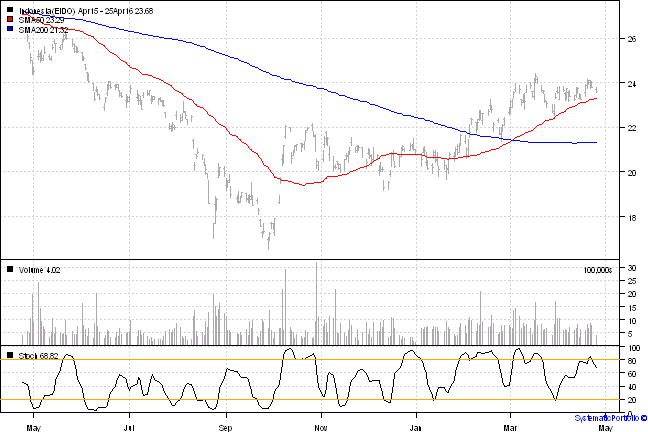 Indonesia(EIDO) Apr15 - 25Apr16 23.68
SMA50 23.29
SMA200 21.32
26
24
22
20
18
Volume 4.02
100,000s
30
25
20
15
10
5
Stoch 68.82
100
80
60
40
20
0
May Jul Sep Nov Jan Mar May
SystematicPortfolio ©